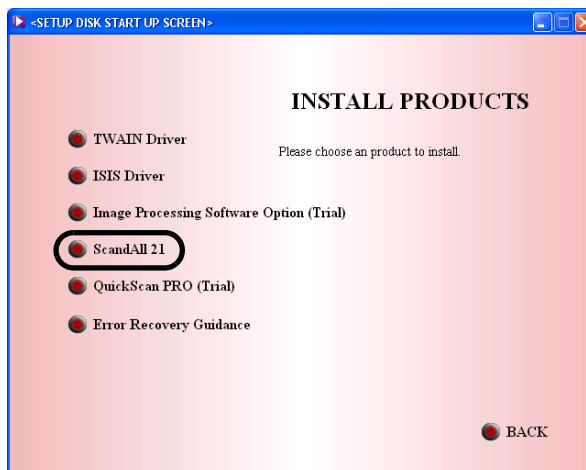 <SETUP DISK START UP SCREEN>
INSTALL PRODUCTS
Please choose an product to install.
TWAIN Driver
ISIS Driver
Image Processing Software Option (Trial)
ScandAll 21
QuickScan PRO (Trial)
Error Recovery Guidance
BACK